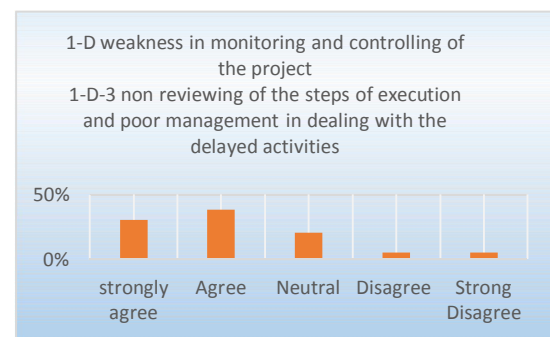 1-D weakness in monitoring and controlling of
the project
1-D-3 non reviewing of the steps of execution
and poor management in dealing with the
delayed activities
50%
0%
strongly
agree
Agree
Neutral
Disagree
Strong
Disagree